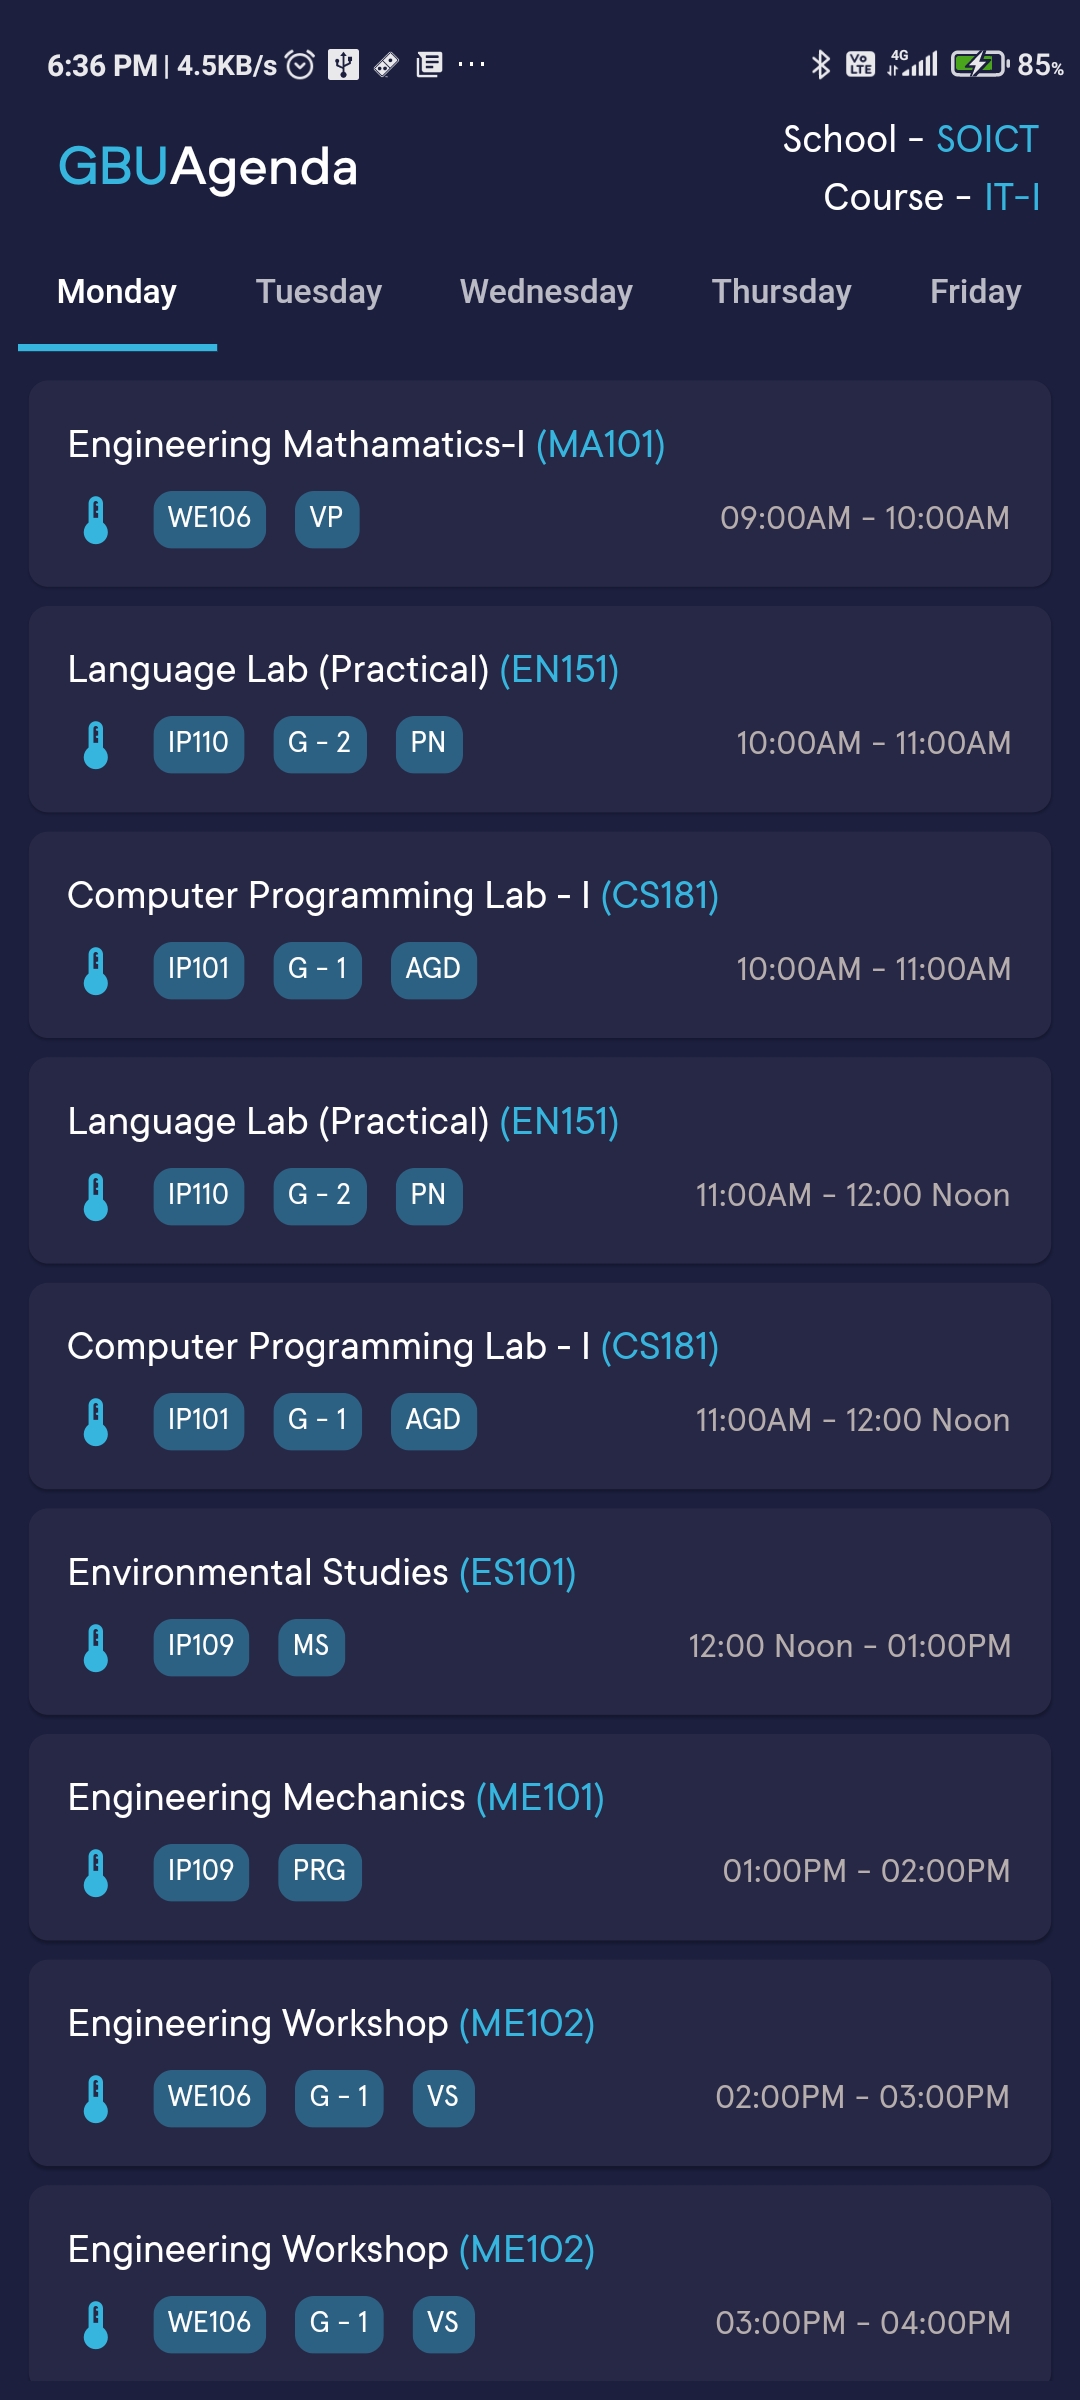 6:36 PM | 4.5KB/s ... Vo LTE 4G 85%
GBUAgenda
School - SOICT
Course - IT-I
Monday Tuesday Wednesday Thursday Friday
Engineering Mathamatics-I (MA101)
WE106 VP 09:00AM - 10:00AM
Language Lab (Practical) (EN151)
IP110 G - 2 PN 10:00AM - 11:00AM
Computer Programming Lab - I (CS181)
IP101 G - 1 AGD 10:00AM - 11:00AM
Language Lab (Practical) (EN151)
IP110 G - 2 PN 11:00AM - 12:00 Noon
Computer Programming Lab - I (CS181)
IP101 G - 1 AGD 11:00AM - 12:00 Noon
Environmental Studies (ES101)
IP109 MS 12:00 Noon - 01:00PM
Engineering Mechanics (ME101)
IP109 PRG 01:00PM - 02:00PM
Engineering Workshop (ME102)
WE106 G - 1 VS 02:00PM - 03:00PM
Engineering Workshop (ME102)
WE106 G - 1 VS 03:00PM - 04:00PM